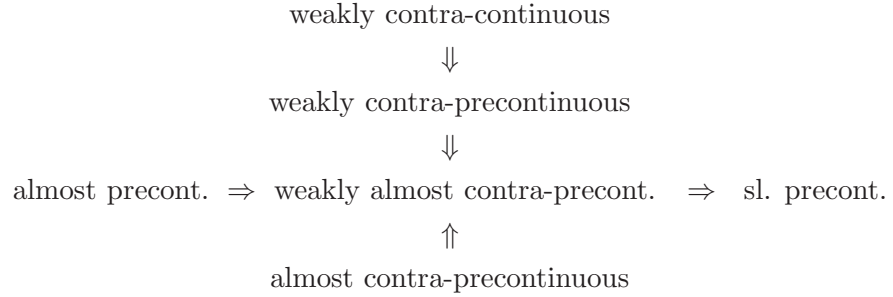 weakly contra-continuous
⇓
weakly contra-precontinuous
⇓
almost precont. ⇒ weakly almost contra-precont. ⇒ sl. precont.
⇑
almost contra-precontinuous